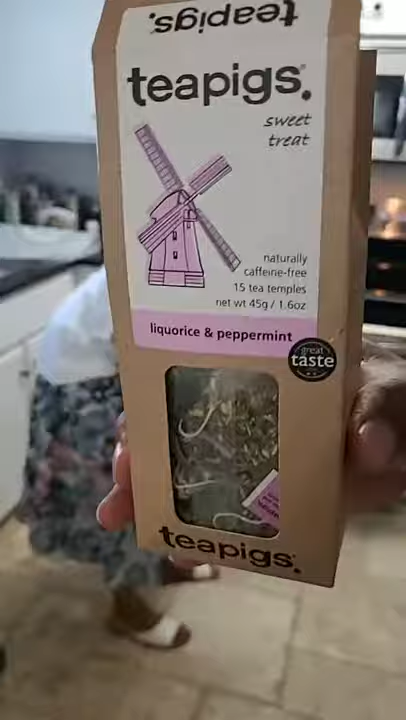 teapigs.
teapigs.
sweet
treat
naturally
caffeine-free
15 tea temples
net wt 45g / 1.6oz
liquorice & peppermint
great
taste
teapigs.